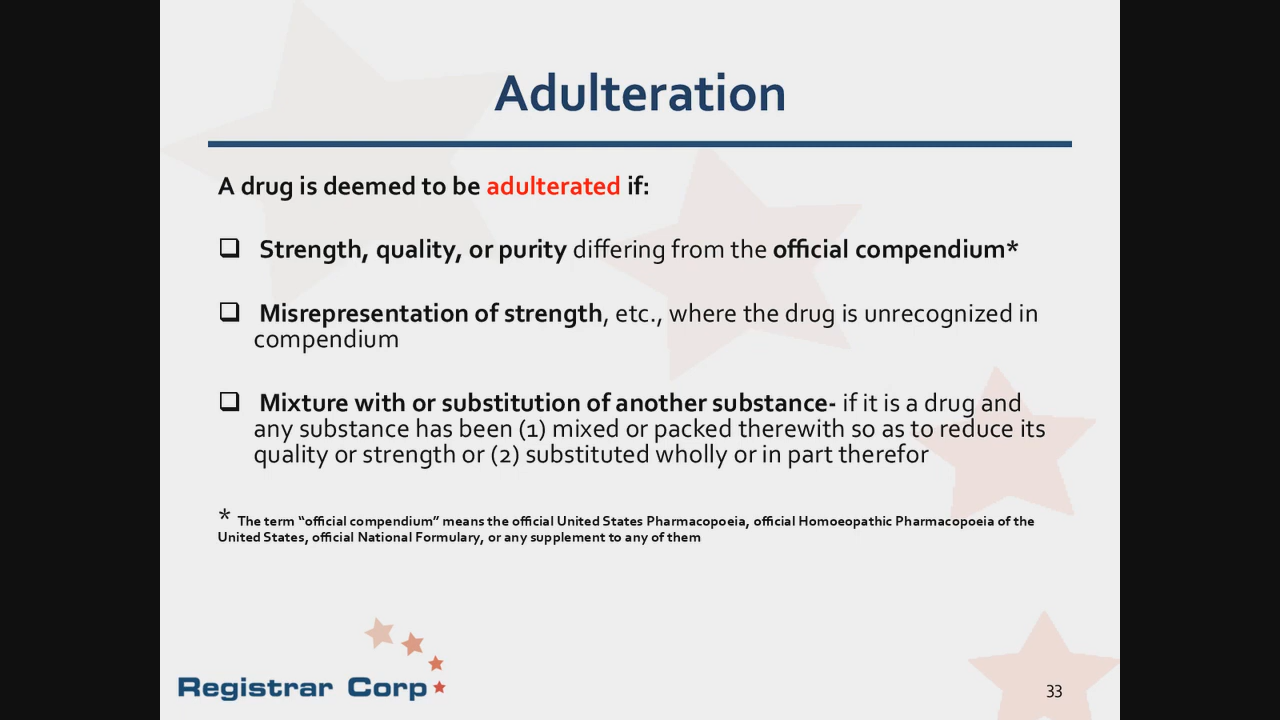 Adulteration
A drug is deemed to be adulterated if:
❑ Strength, quality, or purity differing from the official compendium*
❑ Misrepresentation of strength, etc., where the drug is unrecognized in
compendium
❑ Mixture with or substitution of another substance- if it is a drug and
any substance has been (1) mixed or packed therewith so as to reduce its
quality or strength or (2) substituted wholly or in part therefor
* The term “official compendium” means the official United States Pharmacopoeia, official Homoeopathic Pharmacopoeia of the
United States, official National Formulary, or any supplement to any of them
Registrar Corp
33